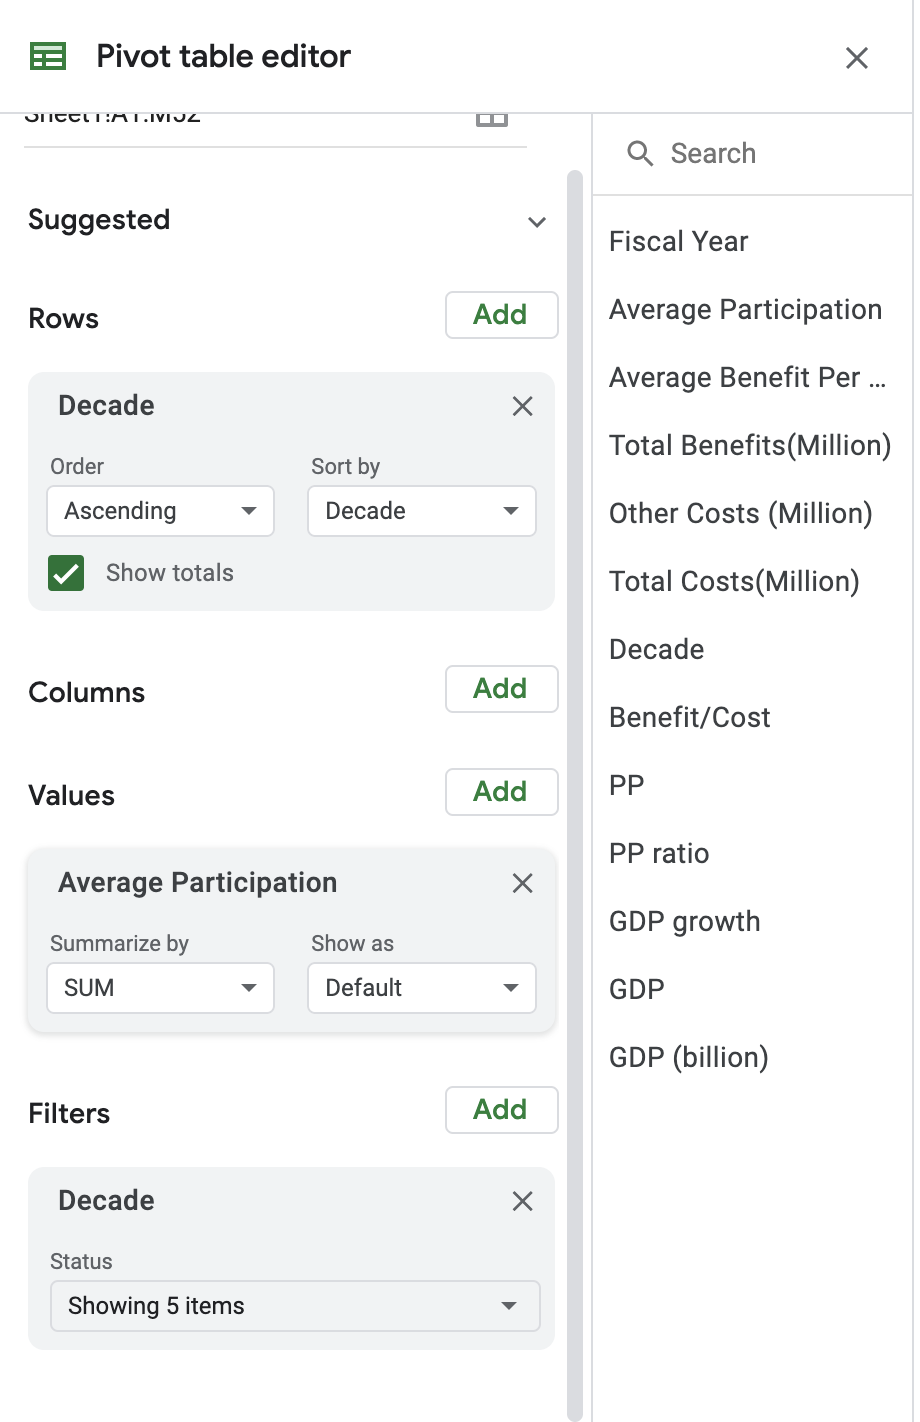 Pivot table editor
Sheet1!A1:M52
Search
Suggested
Rows
Add
Decade
Order
Sort by
Ascending
Decade
Show totals
Columns
Add
Values
Add
Average Participation
Summarize by
Show as
SUM
Default
Filters
Add
Decade
Status
Showing 5 items
Fiscal Year
Average Participation
Average Benefit Per ...
Total Benefits(Million)
Other Costs (Million)
Total Costs(Million)
Decade
Benefit/Cost
PP
PP ratio
GDP growth
GDP
GDP (billion)